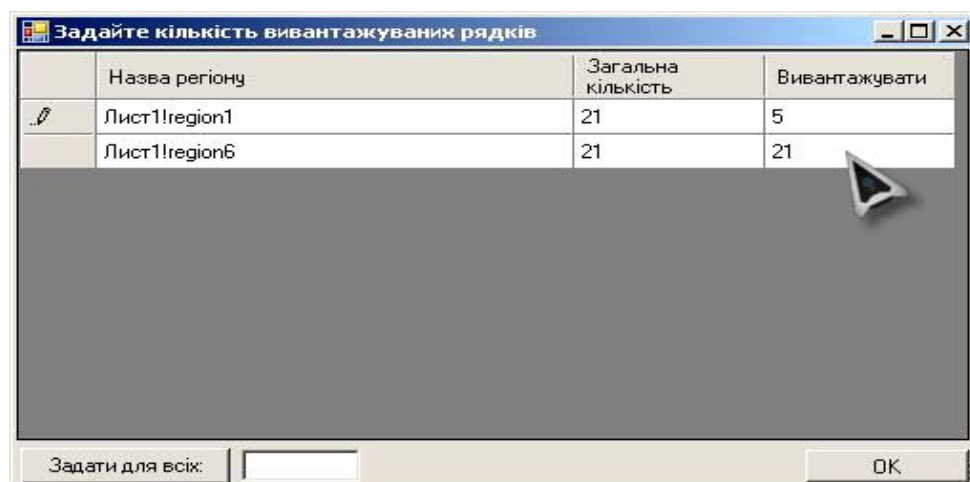 Задайте кількість вивантажуваних рядків
Назва регіону Загальна кількість Вивантажувати
Лист1!region1 21 5
Лист1!region6 21 21
Задати для всіх: OK